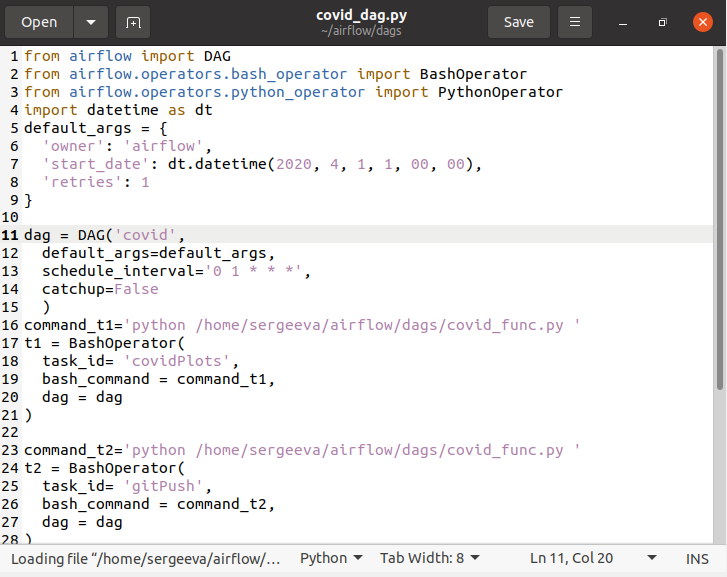 Open
covid_dag.py
~/airflow/dags
Save
1 from airflow import DAG
2 from airflow.operators.bash_operator import BashOperator
3 from airflow.operators.python_operator import PythonOperator
4 import datetime as dt
5 default_args = {
6   'owner': 'airflow',
7   'start_date': dt.datetime(2020, 4, 1, 1, 00, 00),
8   'retries': 1
9 }
10
11 dag = DAG('covid',
12   default_args=default_args,
13   schedule_interval='0 1 * * *',
14   catchup=False
15   )
16 command_t1='python /home/sergeeva/airflow/dags/covid_func.py '
17 t1 = BashOperator(
18   task_id= 'covidPlots',
19   bash_command = command_t1,
20   dag = dag
21 )
22
23 command_t2='python /home/sergeeva/airflow/dags/covid_func.py '
24 t2 = BashOperator(
25   task_id= 'gitPush',
26   bash_command = command_t2,
27   dag = dag
28 )
Loading file “/home/sergeeva/airflow/… Python Tab Width: 8 Ln 11, Col 20 INS